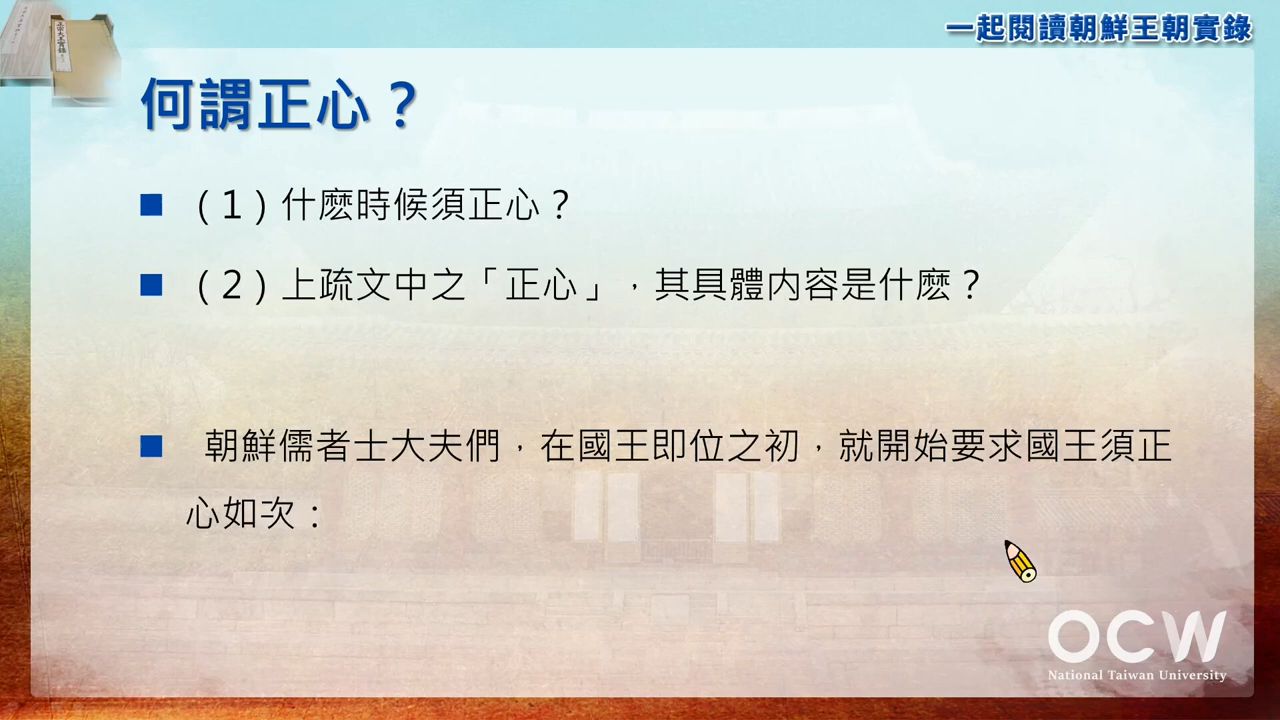 一起閱讀朝鮮王朝實錄
何謂正心？
（1）什麽時候須正心？
（2）上疏文中之「正心」，其具體内容是什麽？
朝鮮儒者士大夫們，在國王即位之初，就開始要求國王須正
心如次：
OCW
National Taiwan University